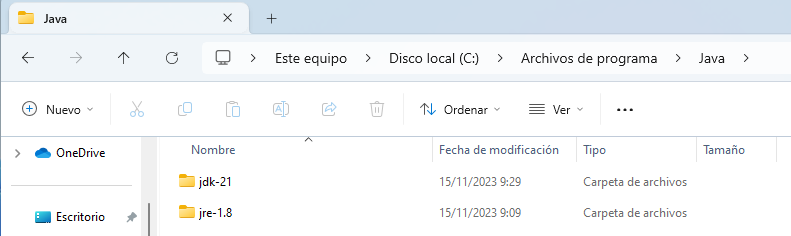 Java
Este equipo > Disco local (C:) > Archivos de programa > Java >
Nuevo Ordenar Ver ...
Nombre Fecha de modificación Tipo Tamaño
OneDrive
jdk-21 15/11/2023 9:29 Carpeta de archivos
jre-1.8 15/11/2023 9:09 Carpeta de archivos
Escritorio